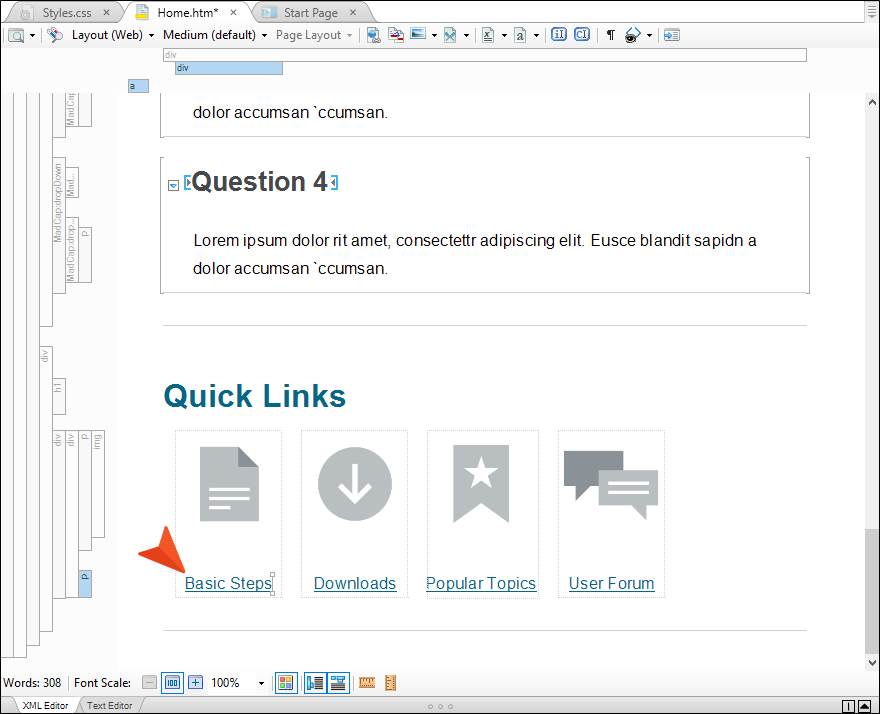 Styles.css
Home.htm*
Start Page
Layout (Web)
Medium (default)
Page Layout
div
div
a
dolor accumsan `ccumsan.
MadCap
Question 4
MadCap:dropDown
Mad...
MadCap:drop...
p
Lorem ipsum dolor rit amet, consectettr adipiscing elit. Eusce blandit sapidn a
dolor accumsan `ccumsan.
div
h1
Quick Links
div
div
p
img
p
Basic Steps
Downloads
Popular Topics
User Forum
Words: 308
Font Scale:
100
100%
XML Editor
Text Editor